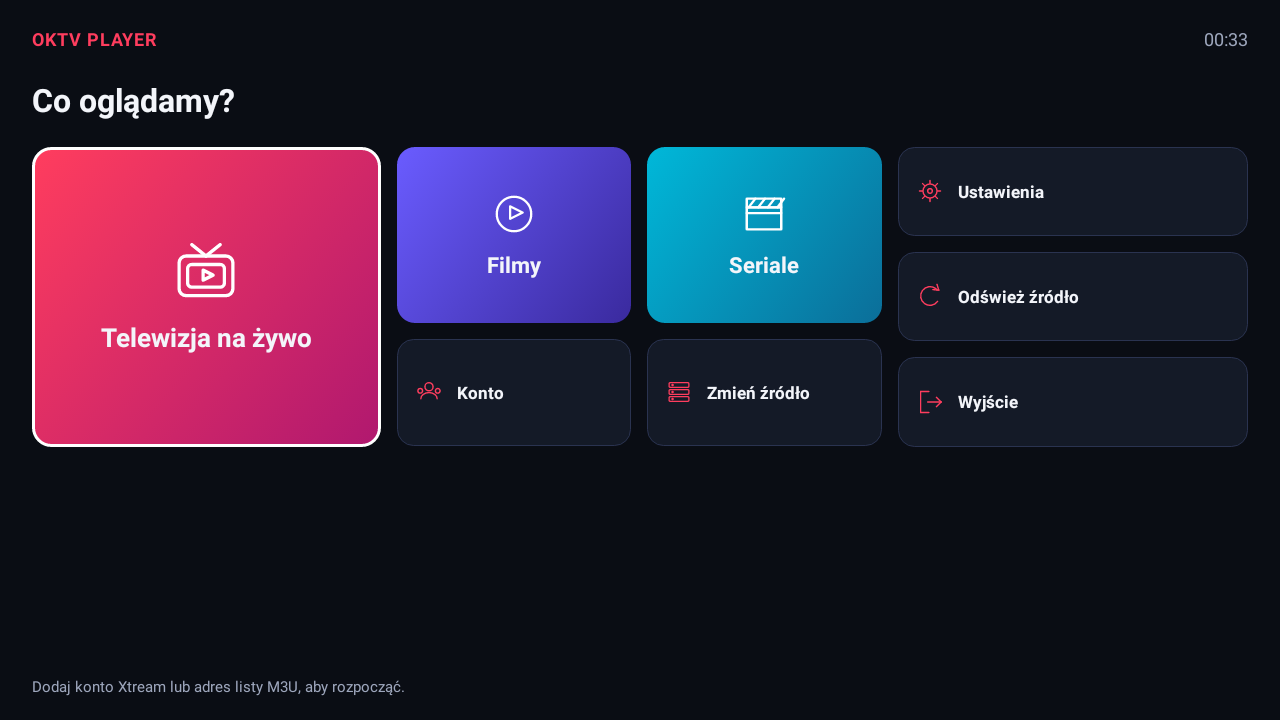 OKTV PLAYER
00:33
Co oglądamy?
Telewizja na żywo
Filmy
Seriale
Konto
Zmień źródło
Ustawienia
Odśwież źródło
Wyjście
Dodaj konto Xtream lub adres listy M3U, aby rozpocząć.